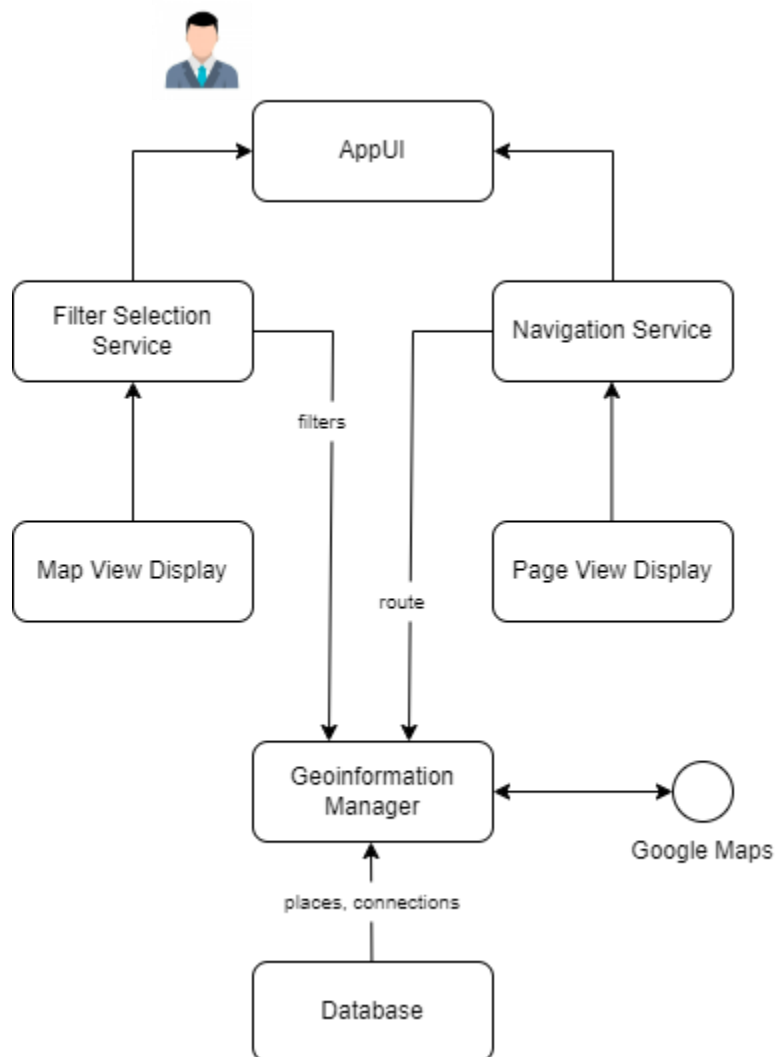 AppUI
Filter Selection
Service
Navigation Service
filters
Map View Display
Page View Display
route
Geoinformation
Manager
Google Maps
places, connections
Database